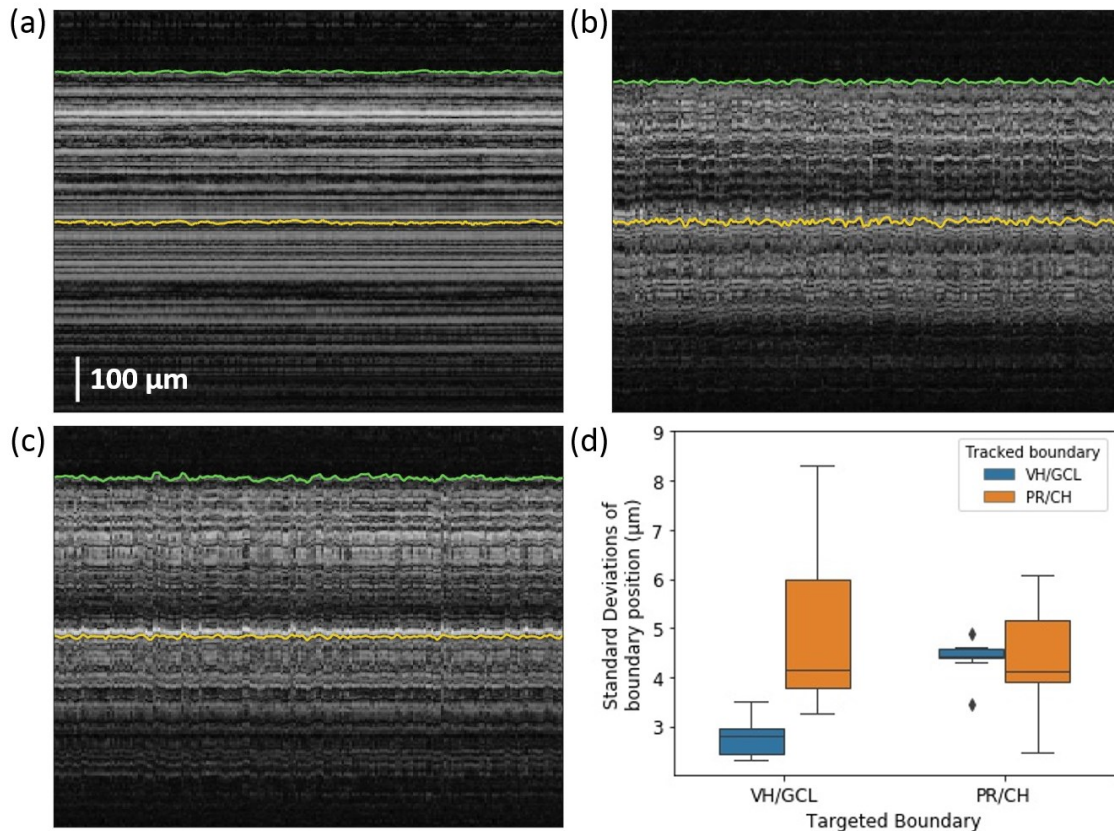 (a)
(b)
100 μm
(c)
(d)
9
8
7
6
5
4
3
Standard Deviations of
boundary position (μm)
Tracked boundary
VH/GCL
PR/CH
VH/GCL
PR/CH
Targeted Boundary